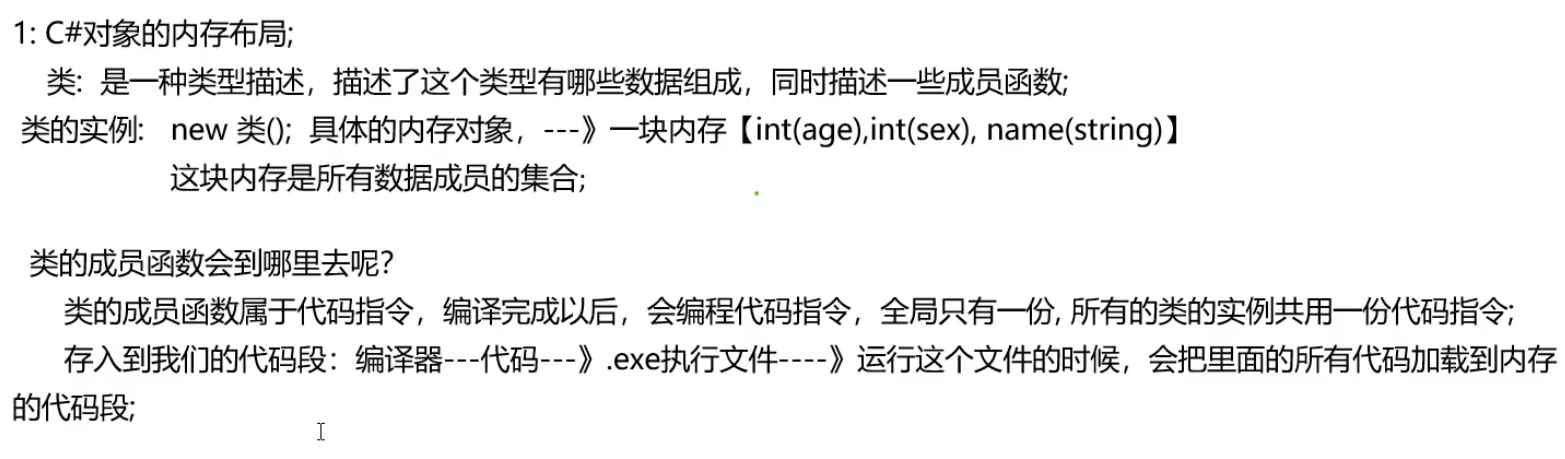 1: C#对象的内存布局;
类: 是一种类型描述，描述了这个类型有哪些数据组成，同时描述一些成员函数;
类的实例: new 类(); 具体的内存对象，---》一块内存【int(age),int(sex), name(string)】
这块内存是所有数据成员的集合;
类的成员函数会到哪里去呢？
类的成员函数属于代码指令，编译完成以后，会编程代码指令，全局只有一份, 所有的类的实例共用一份代码指令;
存入到我们的代码段：编译器---代码---》.exe执行文件----》运行这个文件的时候，会把里面的所有代码加载到内存
的代码段;